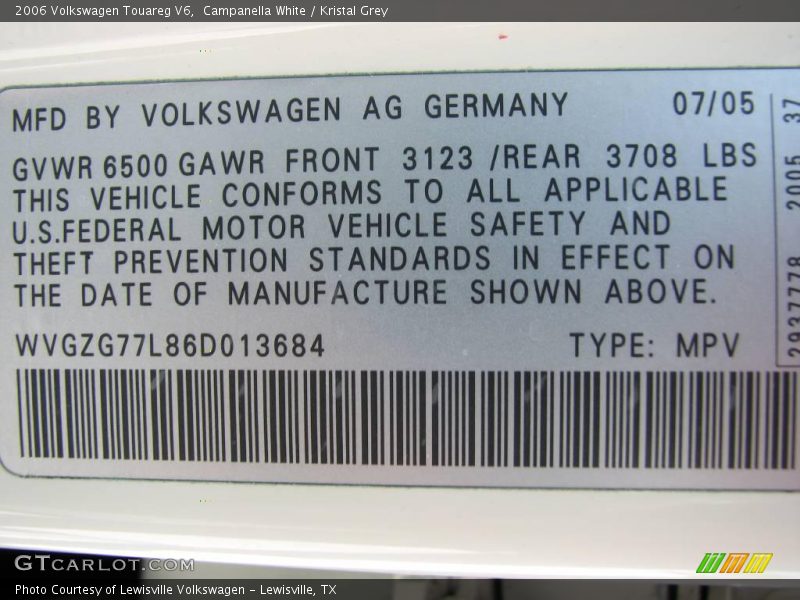 2006 Volkswagen Touareg V6,  Campanella White / Kristal Grey
MFD BY VOLKSWAGEN AG GERMANY 07/05
GVWR 6500 GAWR FRONT 3123 /REAR 3708 LBS
THIS VEHICLE CONFORMS TO ALL APPLICABLE
U.S.FEDERAL MOTOR VEHICLE SAFETY AND
THEFT PREVENTION STANDARDS IN EFFECT ON
THE DATE OF MANUFACTURE SHOWN ABOVE.
WVGZG77L86D013684 TYPE: MPV
29377778 2005 37
GTCARLOT.COM
Photo Courtesy of Lewisville Volkswagen - Lewisville, TX